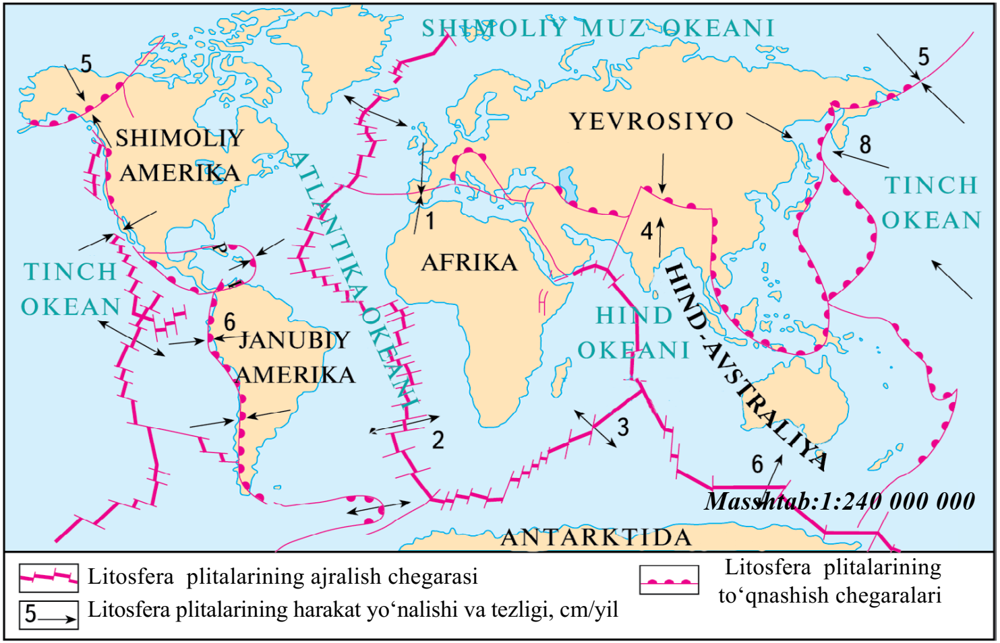 SHIMOLIY MUZ OKEANI
5
5
YEVROSIYO
SHIMOLIY
AMERIKA
8
ATLANTIKA OKEANI
TINCH
OKEAN
1
4
P
AFRIKA
TINCH
OKEAN
HIND-AVSTRALIYA
HIND
OKEANI
6
JANUBIY
AMERIKA
2
3
6
Masshtab:1:240 000 000
ANTARKTIDA
Litosfera plitalarining ajralish chegarasi
5
Litosfera plitalarining harakat yo‘nalishi va tezligi, cm/yil
Litosfera plitalarining
to‘qnashish chegaralari